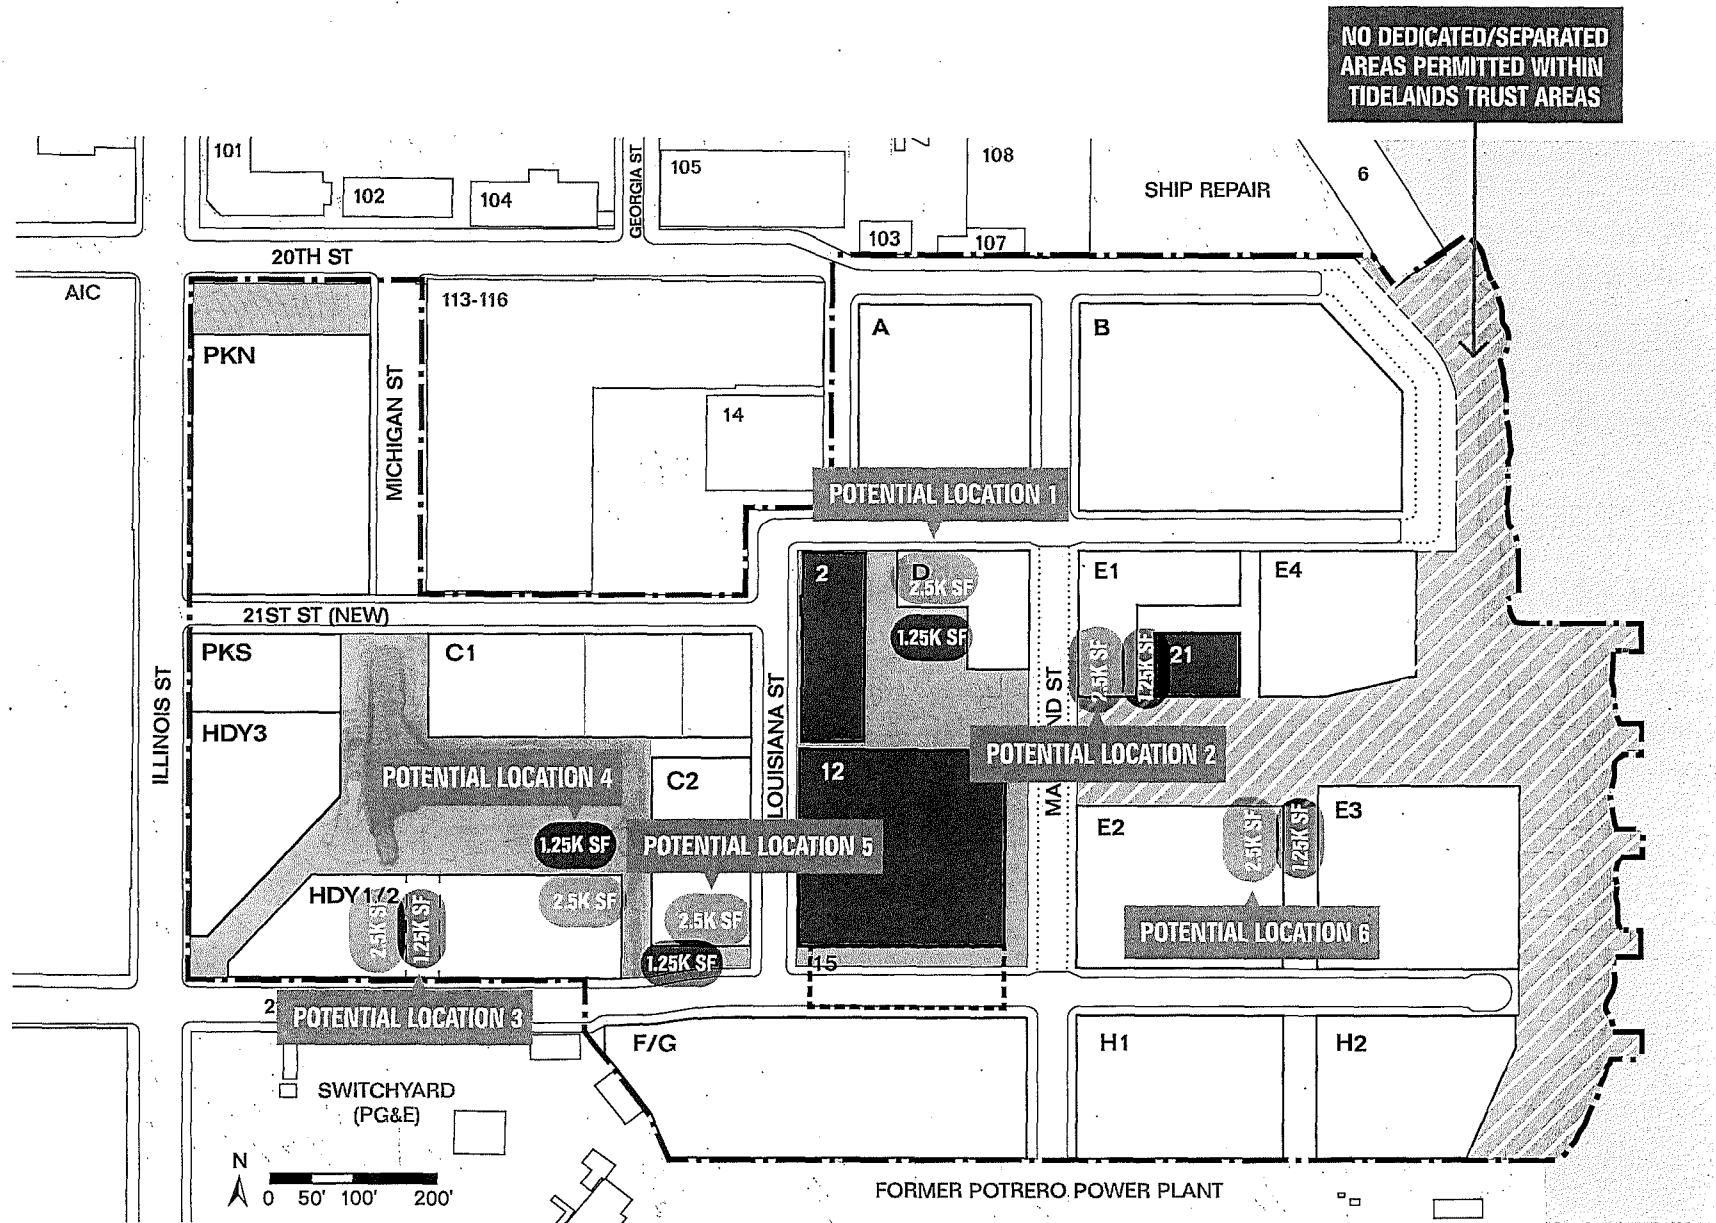 NO DEDICATED/SEPARATED
AREAS PERMITTED WITHIN
TIDELANDS TRUST AREAS
101
102
104
GEORGIA ST
105
103
107
108
SHIP REPAIR
6
20TH ST
AIC
113-116
PKN
MICHIGAN ST
14
A
B
POTENTIAL LOCATION 1
2
D
2.5K SF
1.25K SF
E1
E4
21ST ST (NEW)
PKS
C1
2.5K SF
1.25K SF
21
ILLINOIS ST
HDY3
LOUISIANA ST
MA ND ST
POTENTIAL LOCATION 2
POTENTIAL LOCATION 4
C2
12
1.25K SF
POTENTIAL LOCATION 5
E2
2.5K SF
1.25K SF
E3
HDY1/2
2.5K SF
1.25K SF
2.5K SF
2.5K SF
POTENTIAL LOCATION 6
1.25K SF
15
2
POTENTIAL LOCATION 3
F/G
H1
H2
SWITCHYARD
(PG&E)
N
0 50' 100' 200'
FORMER POTRERO POWER PLANT